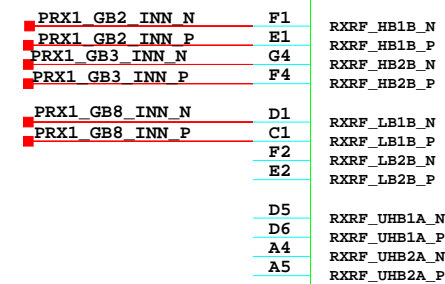 PRX1_GB2_INN_N F1 RXRF_HB1B_N
PRX1_GB2_INN_P E1 RXRF_HB1B_P
PRX1_GB3_INN_N G4 RXRF_HB2B_N
PRX1_GB3_INN_P F4 RXRF_HB2B_P
PRX1_GB8_INN_N D1 RXRF_LB1B_N
PRX1_GB8_INN_P C1 RXRF_LB1B_P
F2 RXRF_LB2B_N
E2 RXRF_LB2B_P
D5 RXRF_UHB1A_N
D6 RXRF_UHB1A_P
A4 RXRF_UHB2A_N
A5 RXRF_UHB2A_P